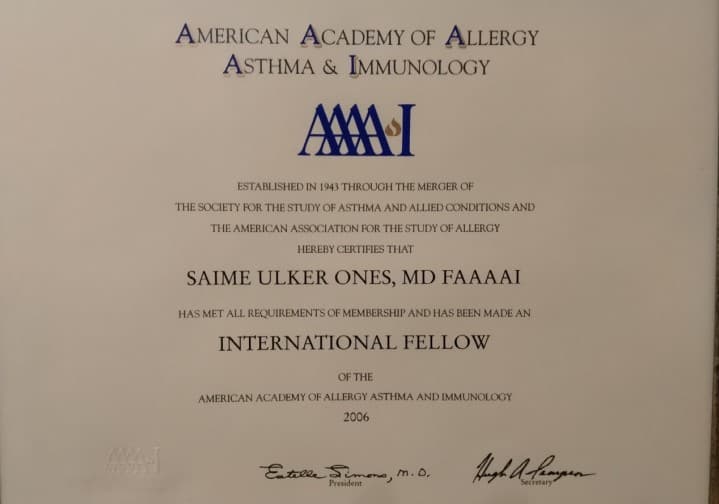 AMERICAN ACADEMY OF ALLERGY
ASTHMA & IMMUNOLOGY
AAAAI
ESTABLISHED IN 1943 THROUGH THE MERGER OF
THE SOCIETY FOR THE STUDY OF ASTHMA AND ALLIED CONDITIONS AND
THE AMERICAN ASSOCIATION FOR THE STUDY OF ALLERGY
HEREBY CERTIFIES THAT
SAIME ULKER ONES, MD FAAAAI
HAS MET ALL REQUIREMENTS OF MEMBERSHIP AND HAS BEEN MADE AN
INTERNATIONAL FELLOW
OF THE
AMERICAN ACADEMY OF ALLERGY ASTHMA AND IMMUNOLOGY
2006
Estelle Simons, M.D. Hugh A Sampson
President Secretary